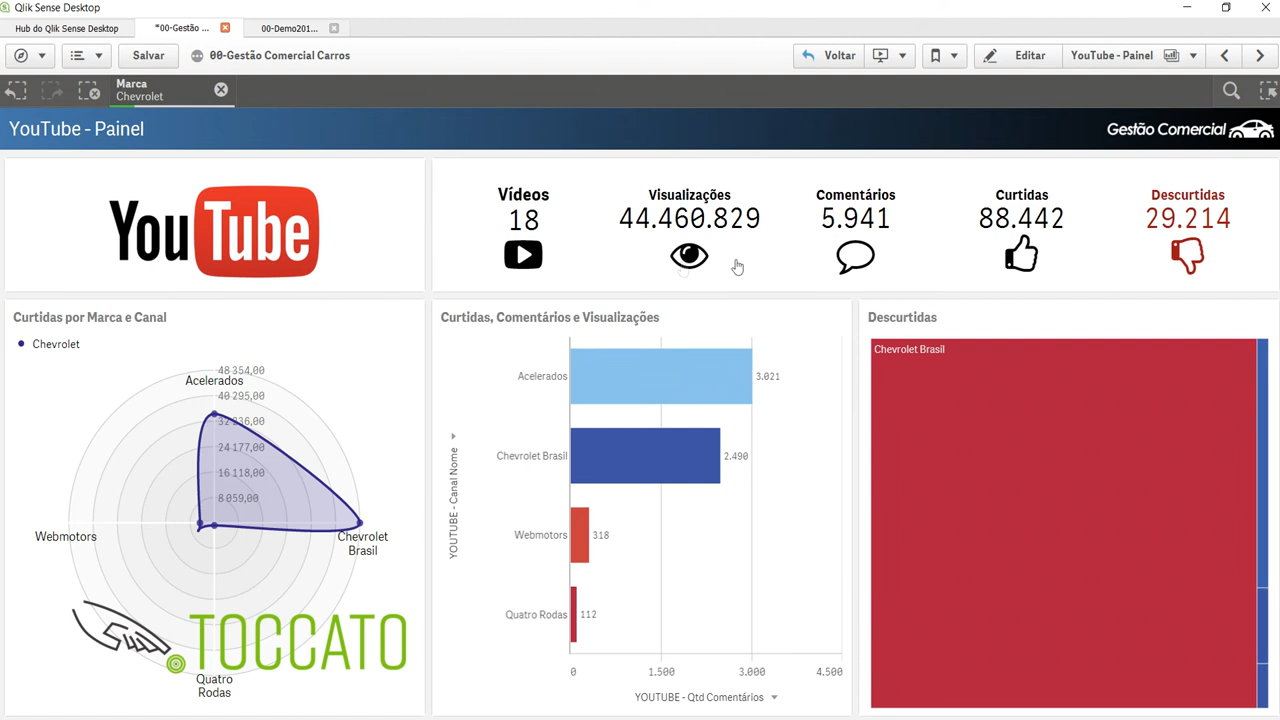 Qlik Sense Desktop
Hub do Qlik Sense Desktop
*00-Gestão ...
00-Demo201...
Salvar
00-Gestão Comercial Carros
Voltar
Editar
YouTube - Painel
Marca
Chevrolet
YouTube - Painel
Gestão Comercial
YouTube
Vídeos
18
Visualizações
44.460.829
Comentários
5.941
Curtidas
88.442
Descurtidas
29.214
Curtidas por Marca e Canal
Chevrolet
48 354,00
Acelerados
40 295,00
32 236,00
24 177,00
16 118,00
8 059,00
Webmotors
Chevrolet
Brasil
TOCCATO
Quatro
Rodas
Curtidas, Comentários e Visualizações
YOUTUBE - Canal Nome
Acelerados
3.021
Chevrolet Brasil
2.490
Webmotors
318
Quatro Rodas
112
0
1.500
3.000
4.500
YOUTUBE - Qtd Comentários
Descurtidas
Chevrolet Brasil